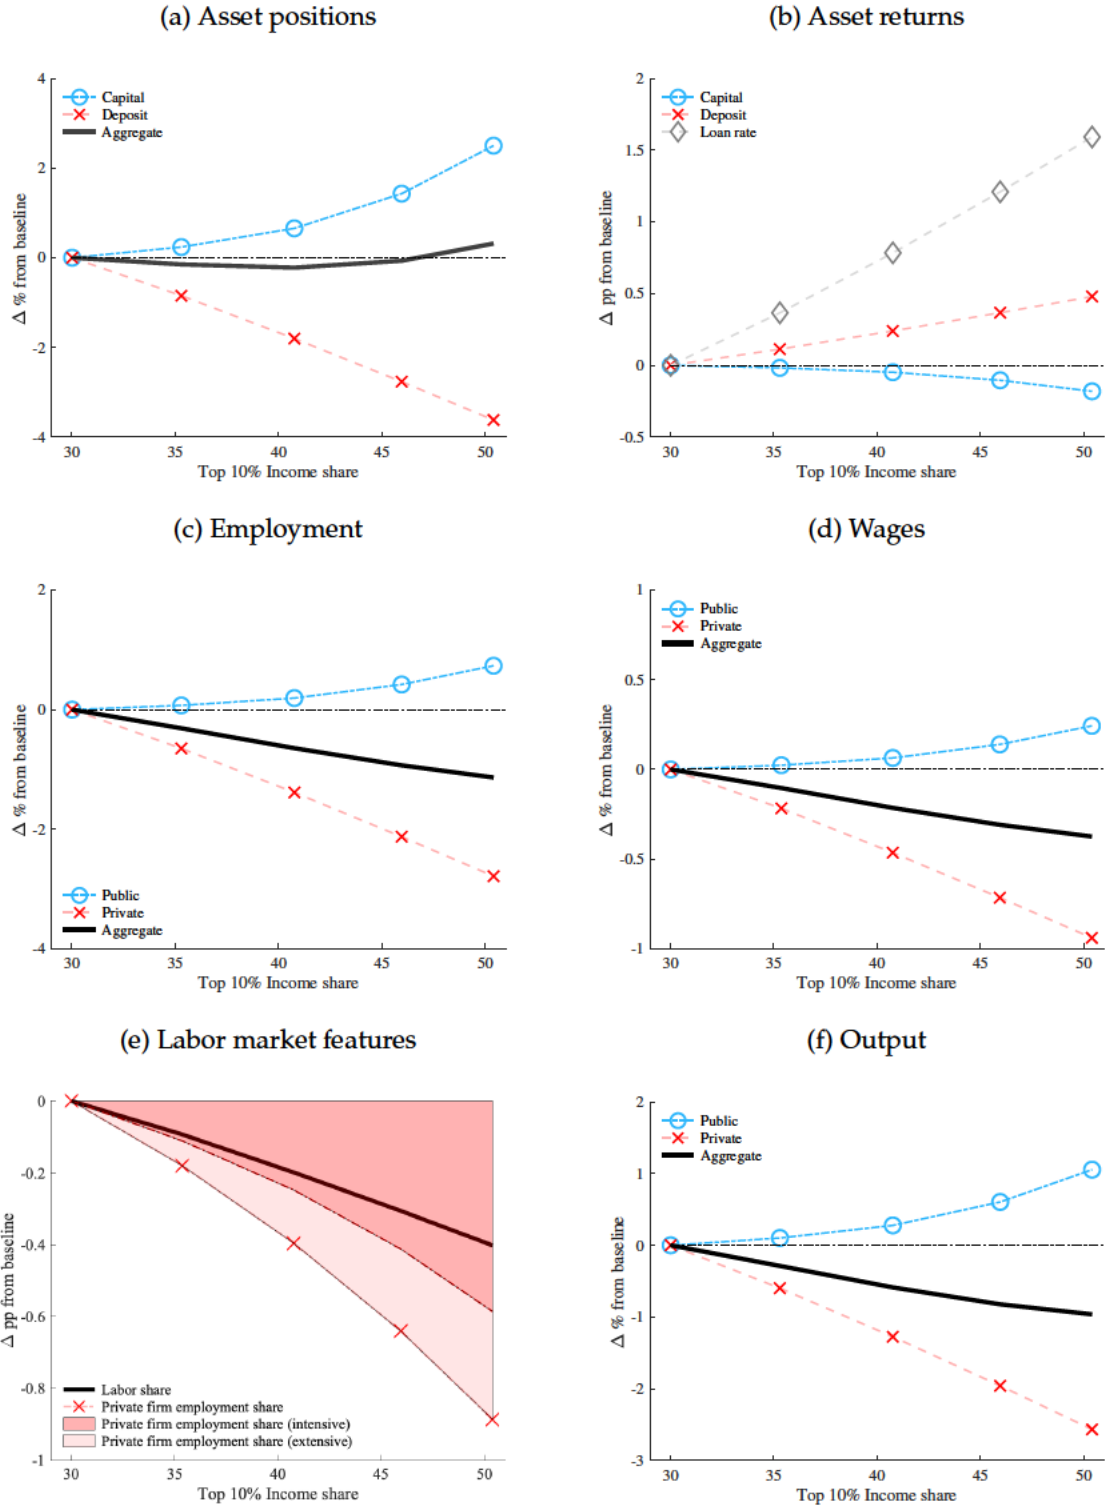 (a) Asset positions
4
2
0
-2
-4
Δ % from baseline
Capital
Deposit
Aggregate
30
35
40
45
50
Top 10% Income share
(b) Asset returns
2
1.5
1
0.5
0
-0.5
Δ pp from baseline
Capital
Deposit
Loan rate
30
35
40
45
50
Top 10% Income share
(c) Employment
2
0
-2
-4
Δ % from baseline
Public
Private
Aggregate
30
35
40
45
50
Top 10% Income share
(d) Wages
1
0.5
0
-0.5
-1
Δ % from baseline
Public
Private
Aggregate
30
35
40
45
50
Top 10% Income share
(e) Labor market features
0
-0.2
-0.4
-0.6
-0.8
-1
Δ pp from baseline
Labor share
Private firm employment share
Private firm employment share (intensive)
Private firm employment share (extensive)
30
35
40
45
50
Top 10% Income share
(f) Output
2
1
0
-1
-2
-3
Δ % from baseline
Public
Private
Aggregate
30
35
40
45
50
Top 10% Income share